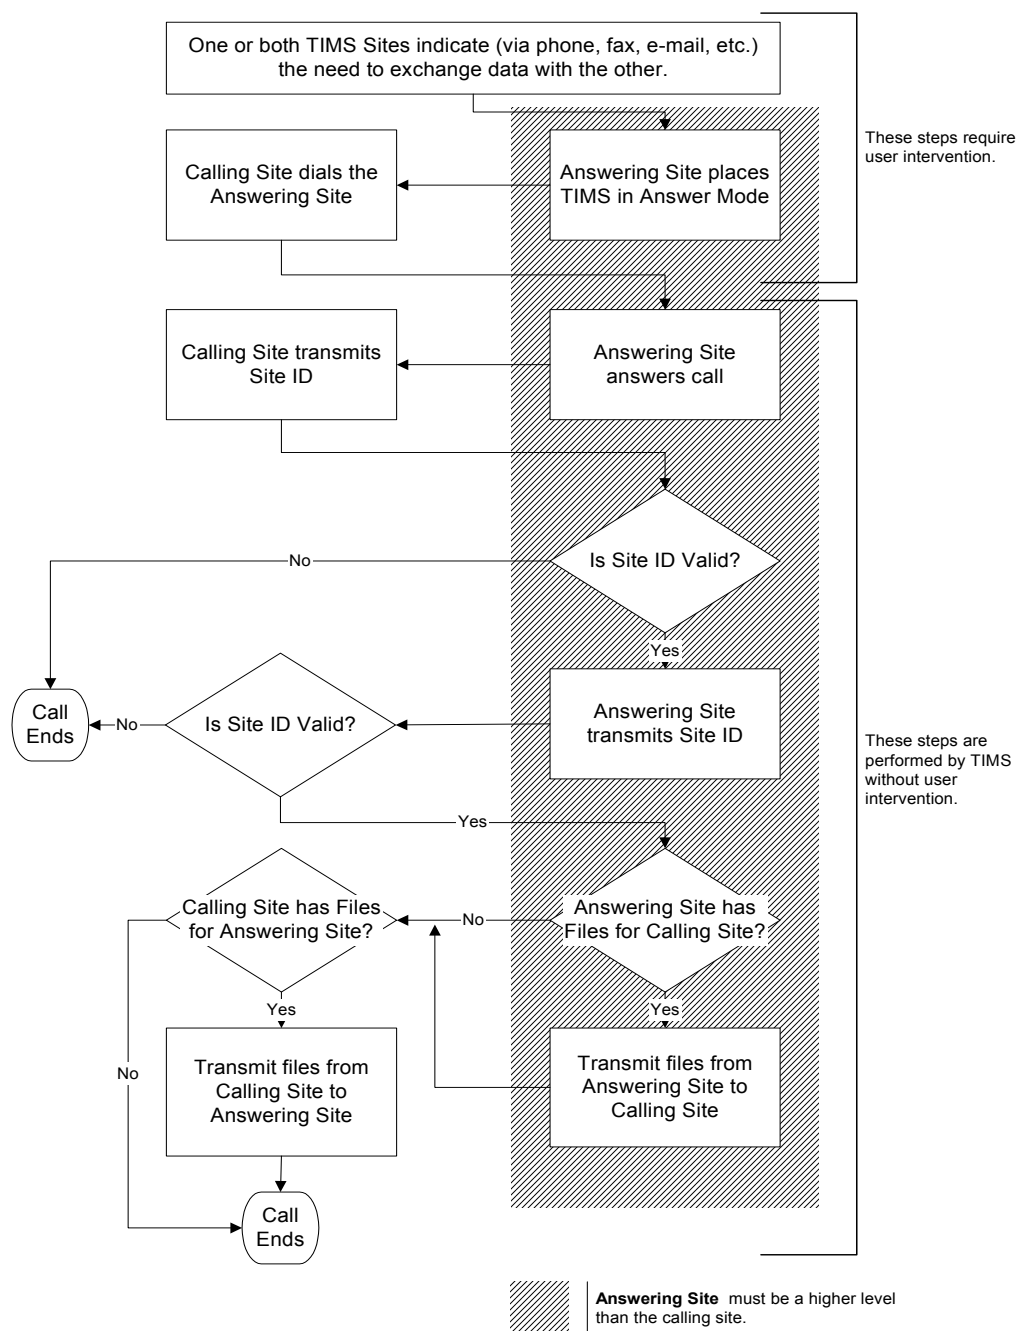 One or both TIMS Sites indicate (via phone, fax, e-mail, etc.)
the need to exchange data with the other.
These steps require
user intervention.
Calling Site dials the
Answering Site
Answering Site places
TIMS in Answer Mode
Calling Site transmits
Site ID
Answering Site
answers call
Is Site ID Valid?
No
Yes
Call
Ends
No
Is Site ID Valid?
Answering Site
transmits Site ID
These steps are
performed by TIMS
without user
intervention.
Yes
Calling Site has Files
for Answering Site?
No
Answering Site has
Files for Calling Site?
Yes
Yes
No
Transmit files from
Calling Site to
Answering Site
Transmit files from
Answering Site to
Calling Site
Call
Ends
Answering Site must be a higher level
than the calling site.